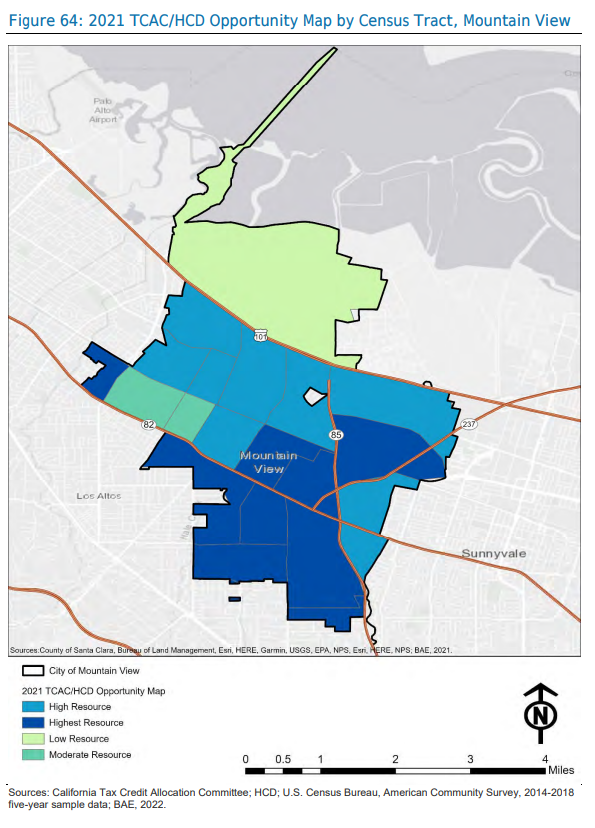 Figure 64: 2021 TCAC/HCD Opportunity Map by Census Tract, Mountain View
Palo
Alto
Airport
101
82
85
237
Mountain
View
Los Altos
Sunnyvale
Sources:County of Santa Clara, Bureau of Land Management, Esri, HERE, Garmin, USGS, EPA, NPS, Esri, HERE, NPS; BAE, 2021.
City of Mountain View
2021 TCAC/HCD Opportunity Map
High Resource
Highest Resource
Low Resource
Moderate Resource
N
0 0.5 1 2 3 4
Miles
Sources: California Tax Credit Allocation Committee; HCD; U.S. Census Bureau, American Community Survey, 2014-2018
five-year sample data; BAE, 2022.